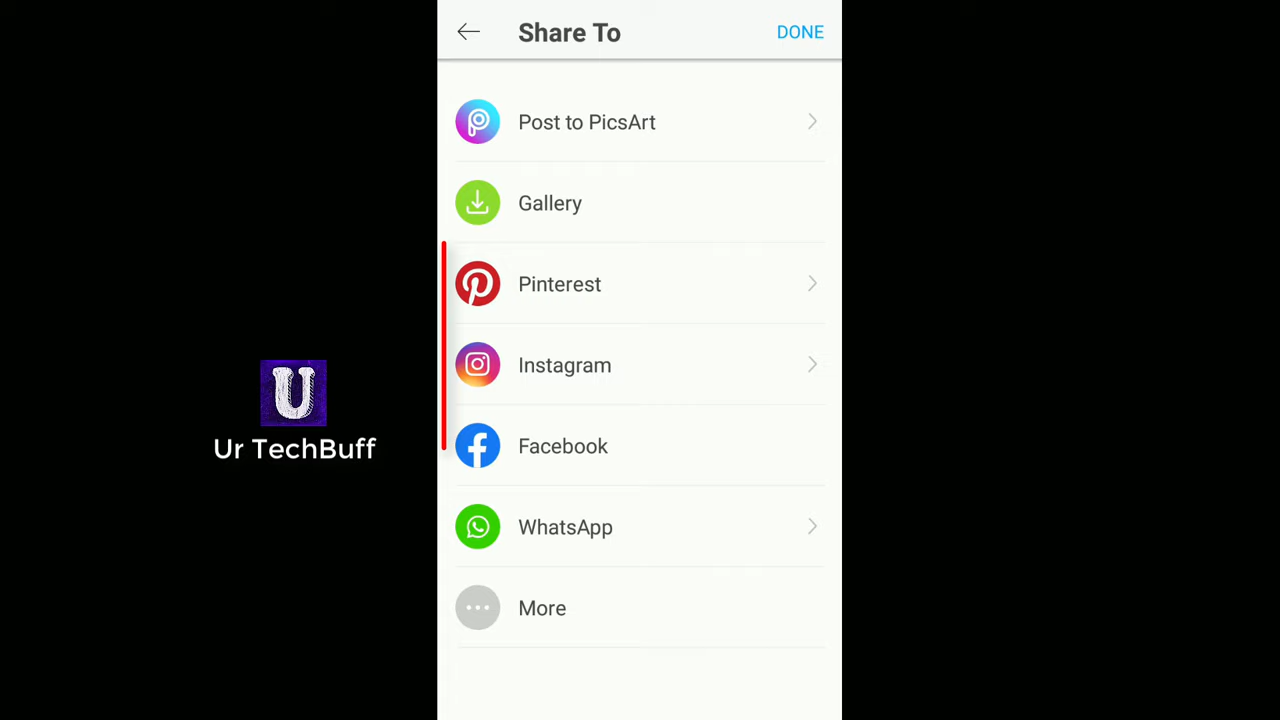 Share To
DONE
Post to PicsArt
Gallery
Pinterest
Instagram
Facebook
WhatsApp
More
U
Ur TechBuff